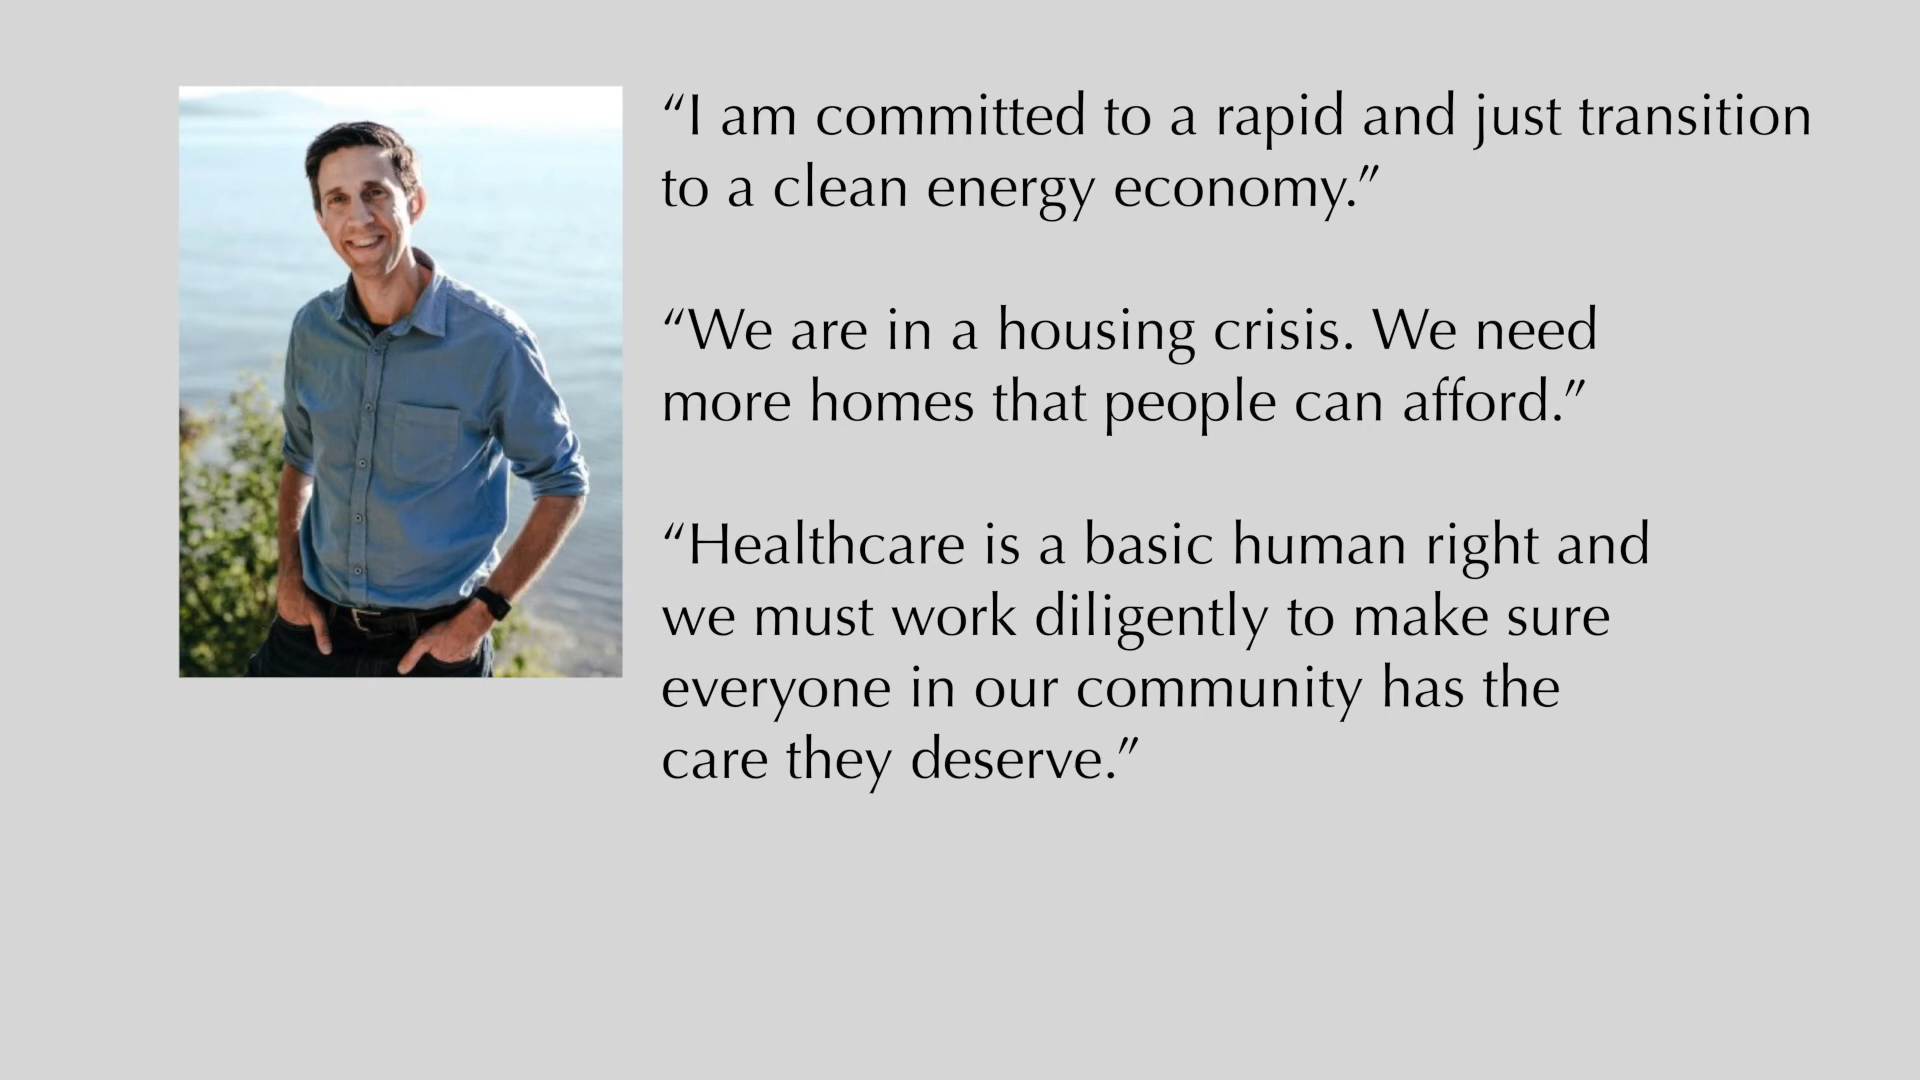 “I am committed to a rapid and just transition
to a clean energy economy.”
“We are in a housing crisis. We need
more homes that people can afford.”
“Healthcare is a basic human right and
we must work diligently to make sure
everyone in our community has the
care they deserve.”